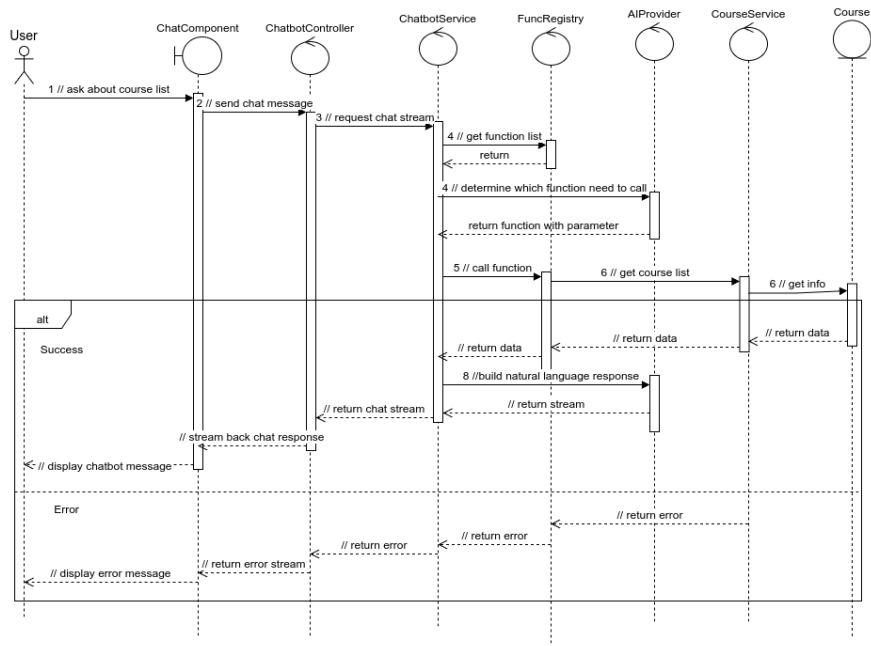 User
ChatComponent
ChatbotController
ChatbotService
FuncRegistry
AIProvider
CourseService
Course
1 // ask about course list
2 // send chat message
3 // request chat stream
4 // get function list
return
4 // determine which function need to call
return function with parameter
5 // call function
6 // get course list
6 // get info
alt
Success
// return data
// return data
// return data
8 //build natural language response
// return stream
// return chat stream
// stream back chat response
// display chatbot message
Error
// return error
// return error
// return error
// return error stream
// display error message